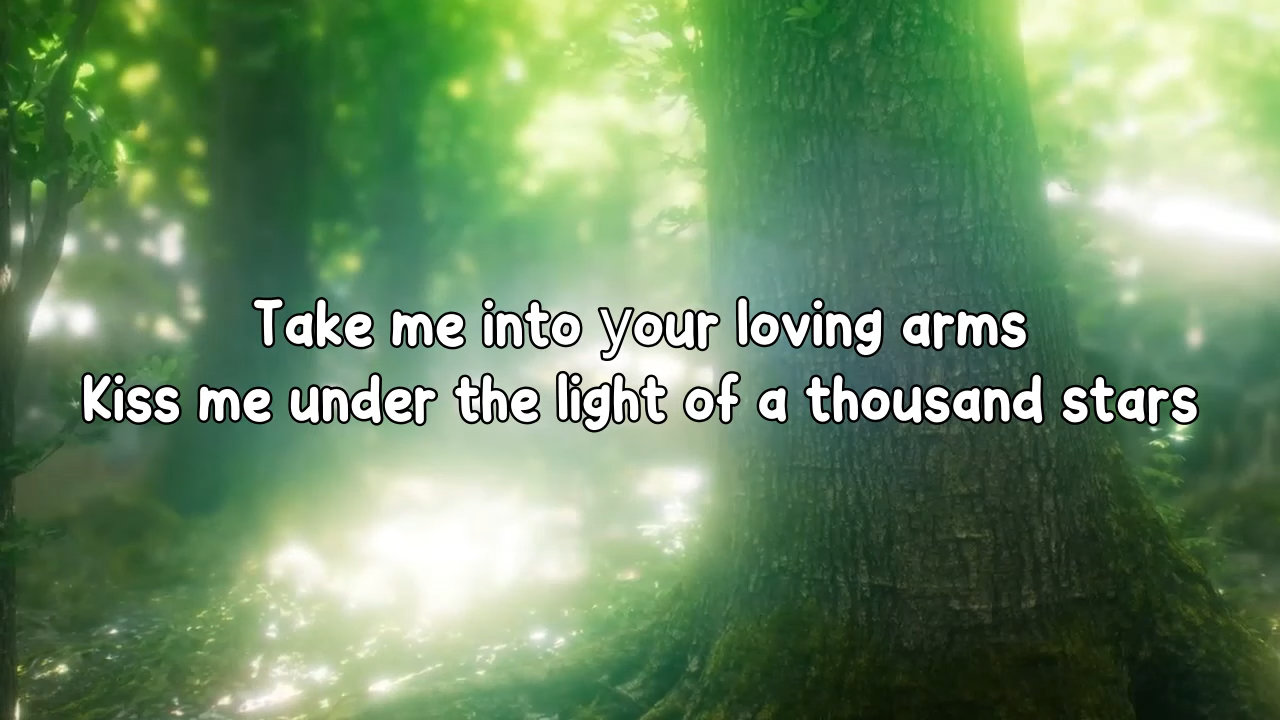 Take me into your loving arms
Kiss me under the light of a thousand stars